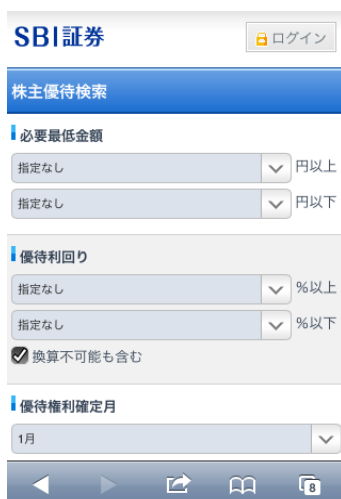 SBI証券
ログイン
株主優待検索
必要最低金額
指定なし 円以上
指定なし 円以下
優待利回り
指定なし %以上
指定なし %以下
換算不可能も含む
優待権利確定月
1月
8